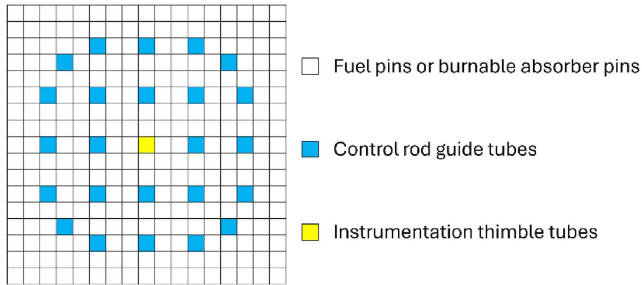 Fuel pins or burnable absorber pins
Control rod guide tubes
Instrumentation thimble tubes